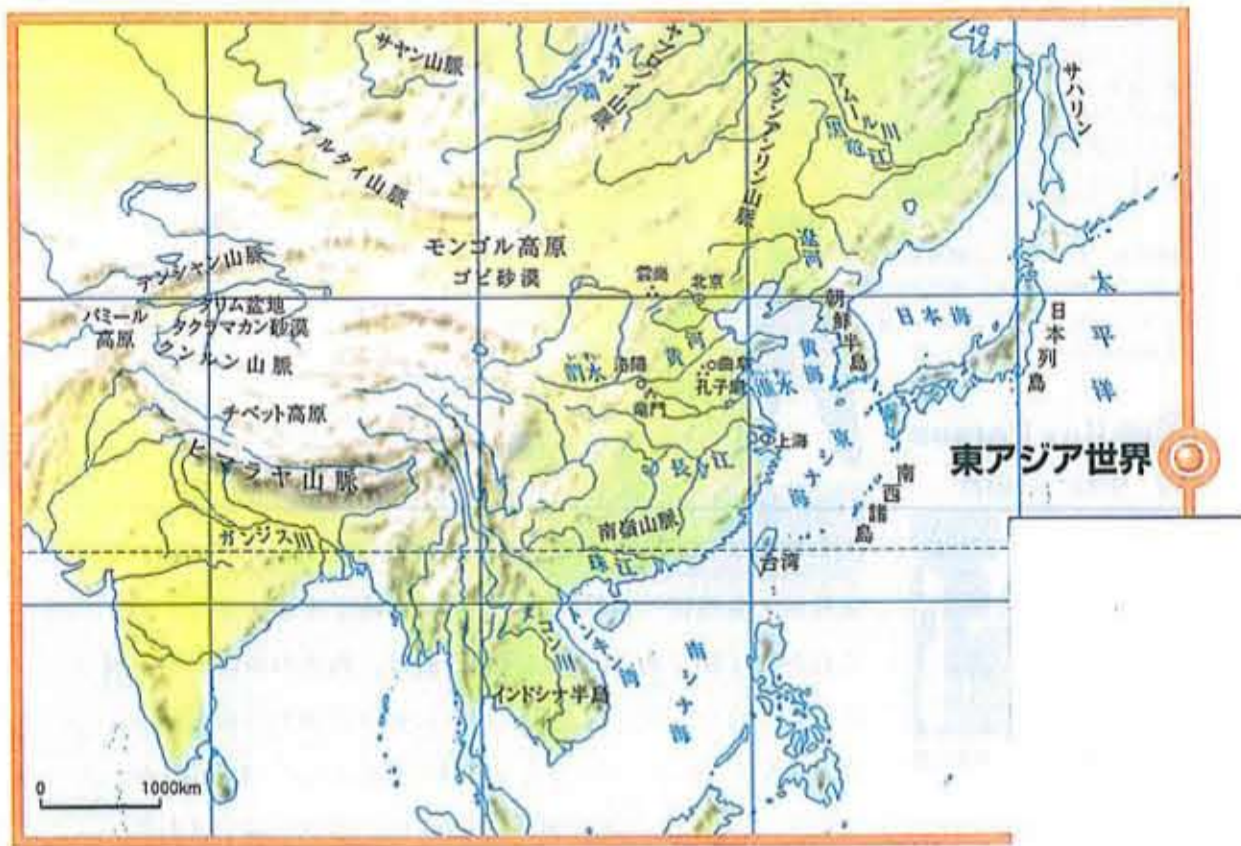 サヤン山脈
ヤブロノイ山脈
アムール川
黒竜江
サハリン
大シンアンリン山脈
アルタイ山脈
モンゴル高原
ゴビ砂漠
遼河
テンシャン山脈
雲崗
北京
タリム盆地
タクラマカン砂漠
パミール
高原
クンルン山脈
朝鮮半島
日本海
日本列島
太平洋
黄河
黄海
いすい
渭水
洛陽
曲阜
孔子廟
淮水
竜門
チベット高原
ヒマラヤ山脈
長江
上海
東シナ海
東アジア世界
南西諸島
南嶺山脈
ガンジス川
珠江
台湾
メコン川
トンキン湾
南シナ海
インドシナ半島
0
1000km